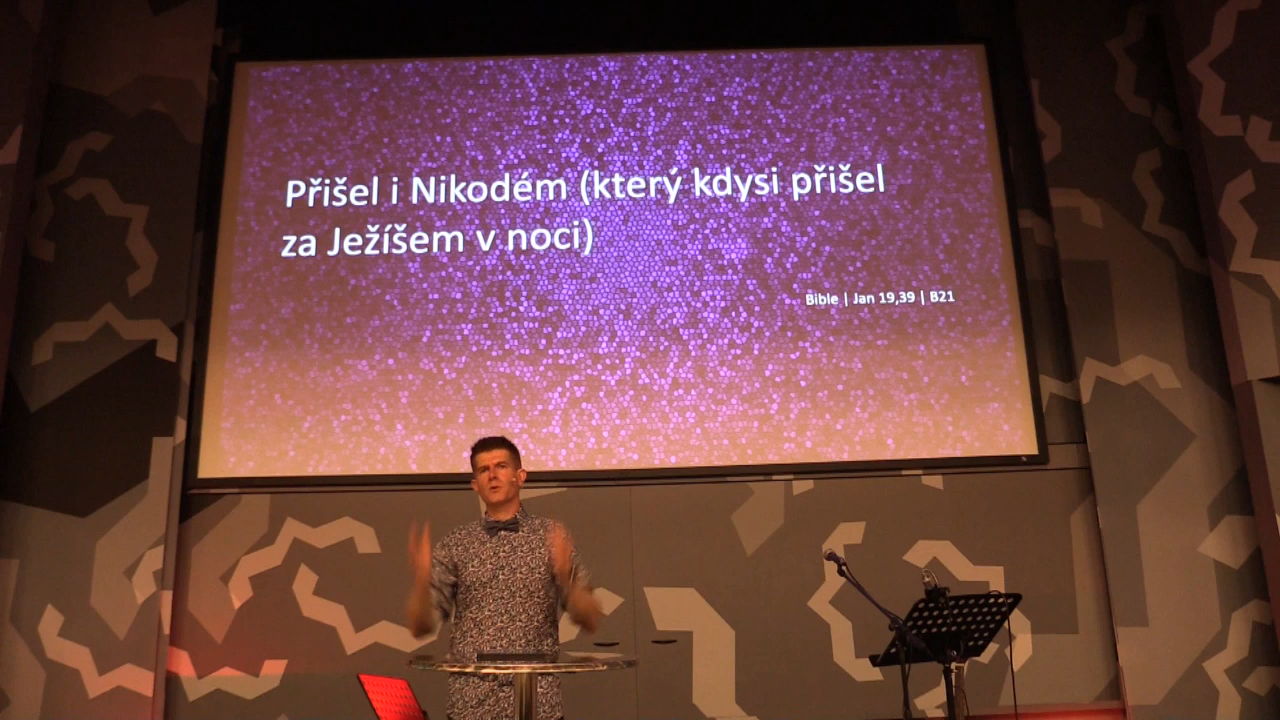 Přišel i Nikodém (který kdysi přišel
za Ježíšem v noci)
Bible | Jan 19,39 | B21